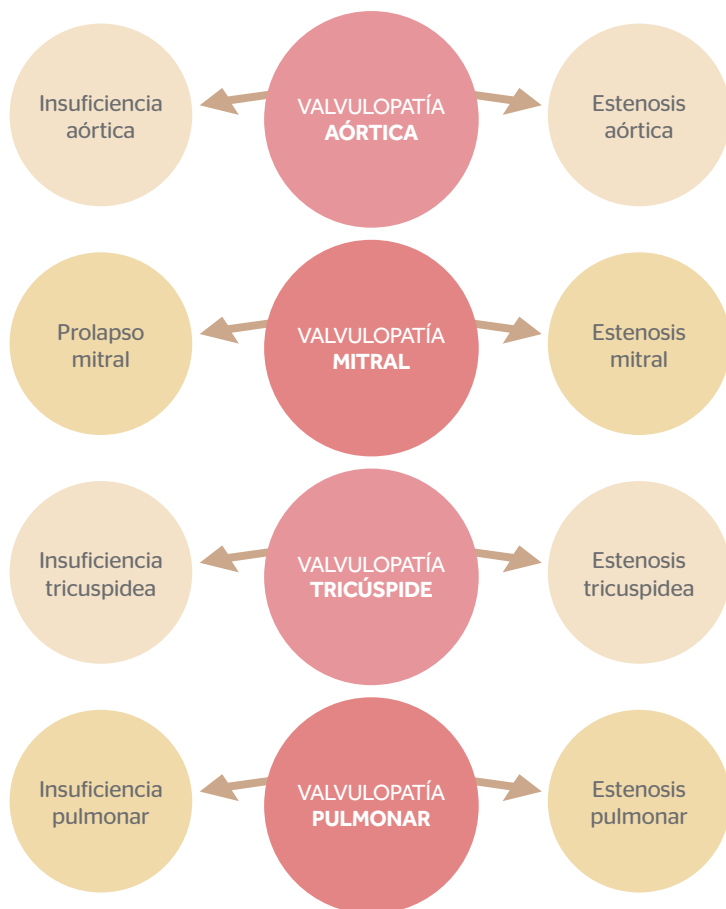 Insuficiencia
aórtica
VALVULOPATÍA
AÓRTICA
Estenosis
aórtica
Prolapso
mitral
VALVULOPATÍA
MITRAL
Estenosis
mitral
Insuficiencia
tricuspidea
VALVULOPATÍA
TRICÚSPIDE
Estenosis
tricuspidea
Insuficiencia
pulmonar
VALVULOPATÍA
PULMONAR
Estenosis
pulmonar